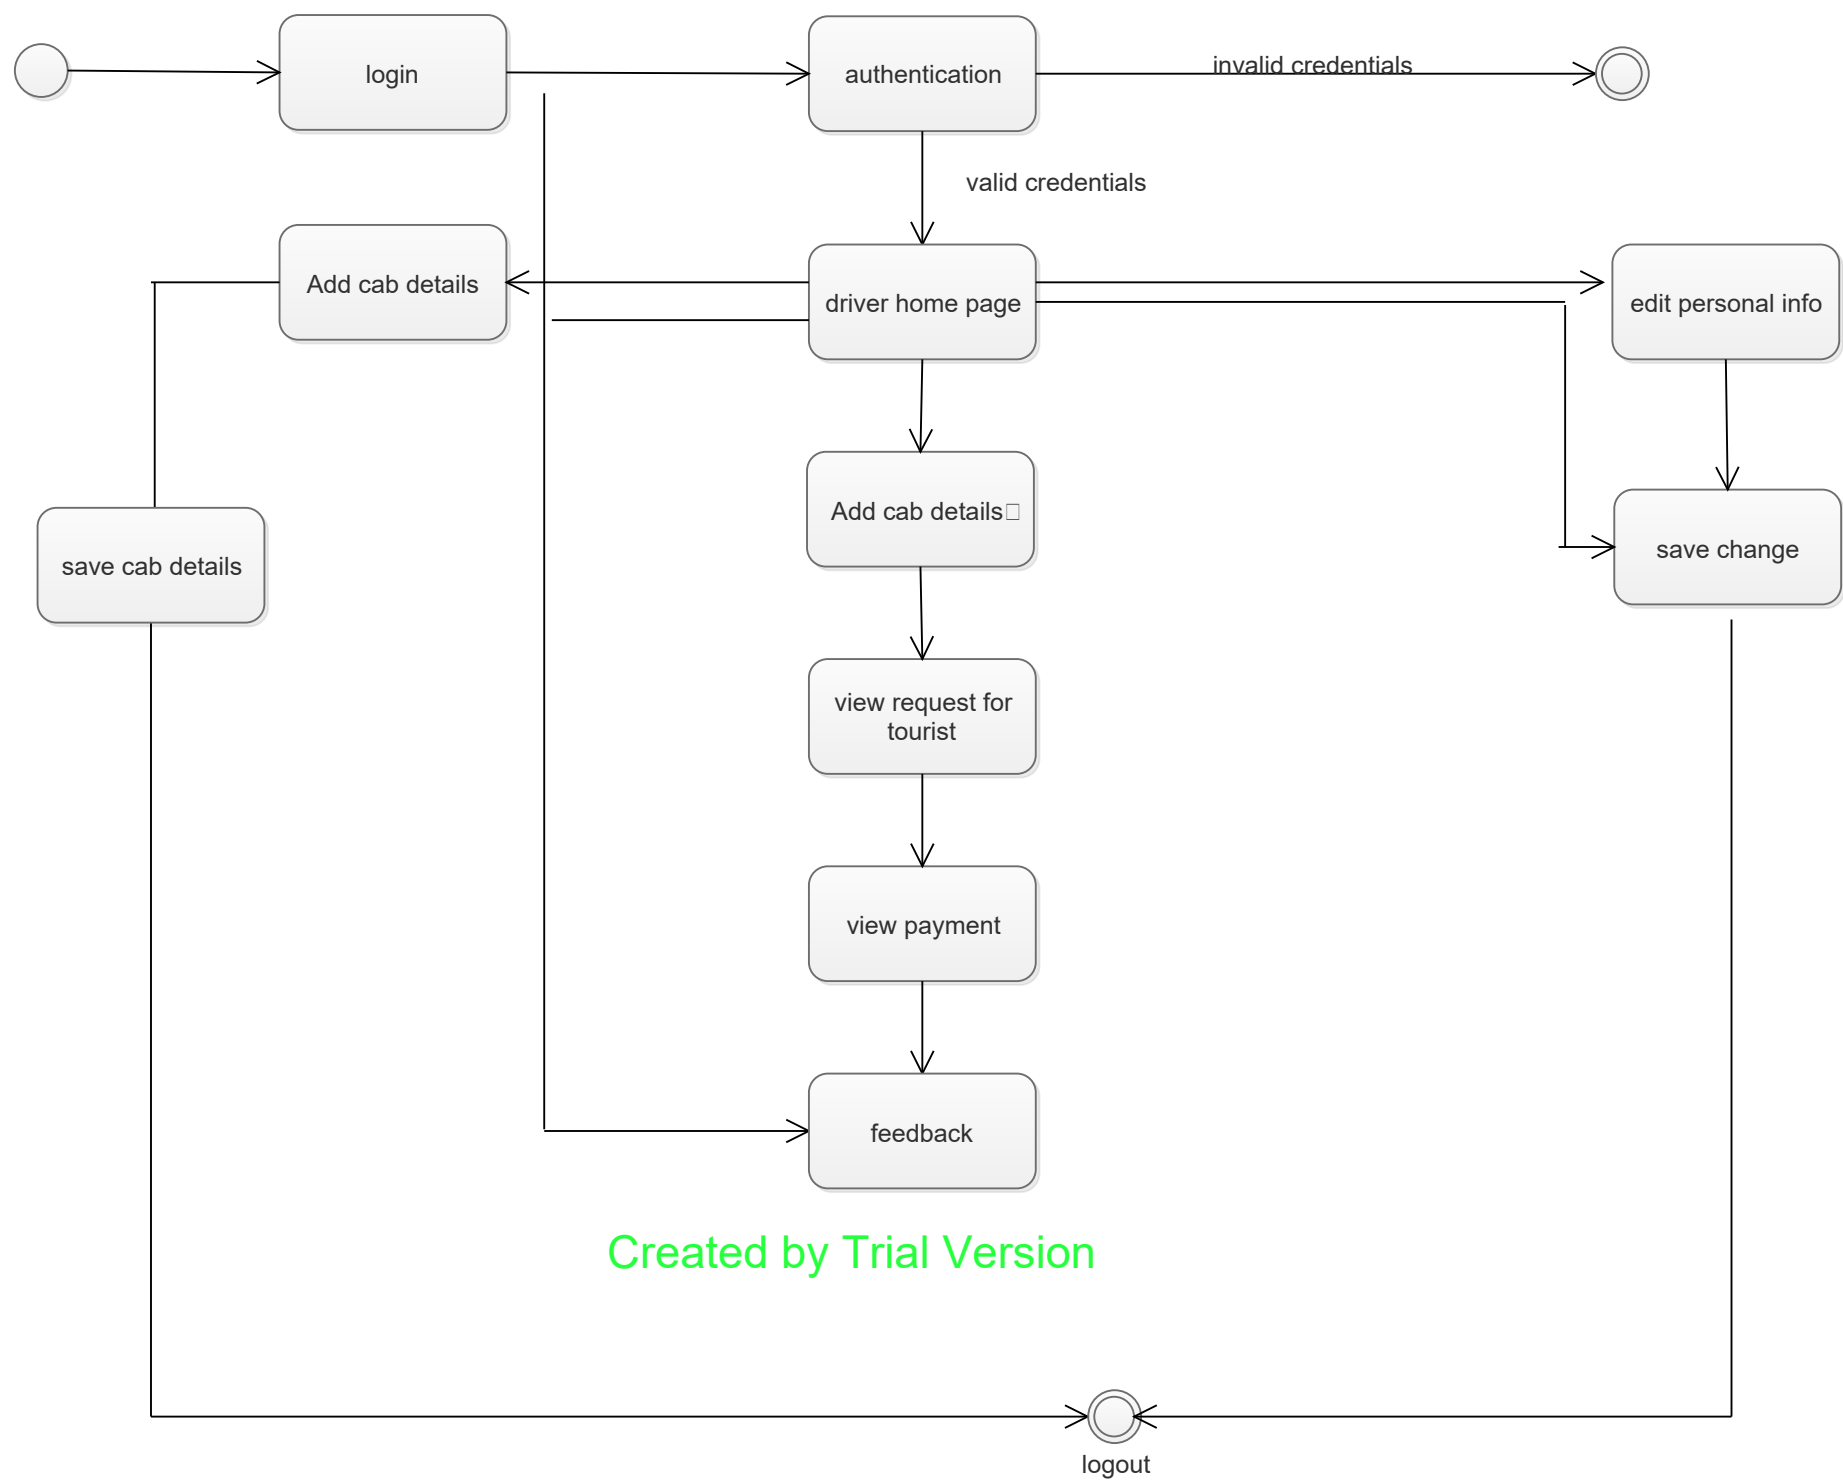 login
authentication
invalid credentials
valid credentials
Add cab details
driver home page
edit personal info
Add cab details
save cab details
save change
view request for
tourist
view payment
feedback
Created by Trial Version
logout